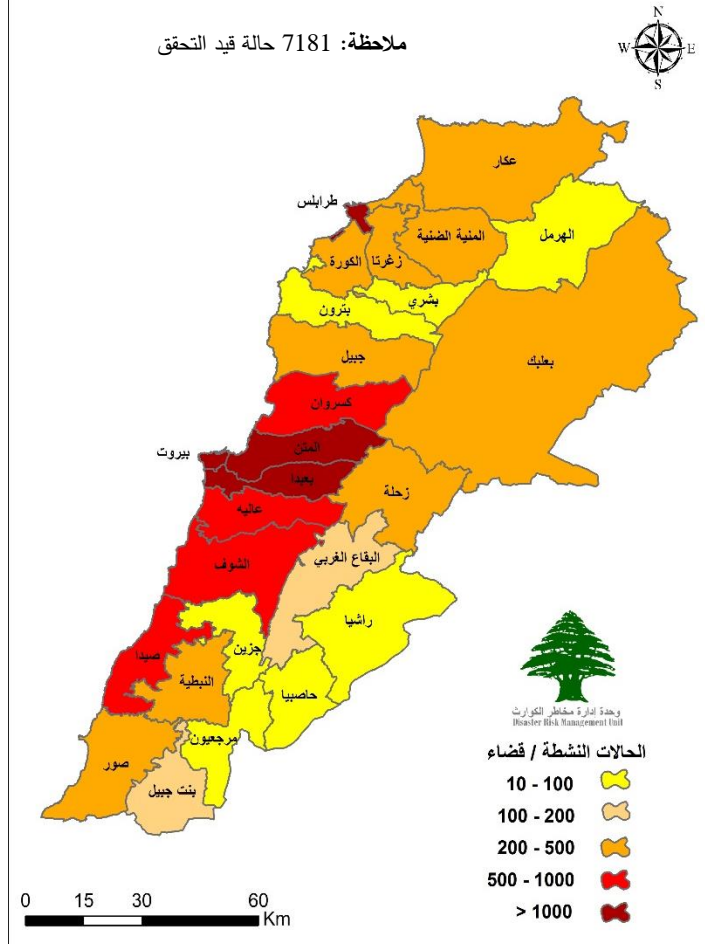 ملاحظة: 7181 حالة قيد التحقق
N
W E
S
عكار
طرابلس
المنية الضنية
الهرمل
زغرتا
الكورة
بشري
بترون
جبيل
بعلبك
كسروان
المتن
بيروت
بعبدا
زحلة
عاليه
البقاع الغربي
الشوف
راشيا
جزين
صيدا
النبطية
حاصبيا
مرجعيون
صور
بنت جبيل
وحدة ادارة مخاطر الكوارث
Disaster Risk Management Unit
الحالات النشطة / قضاء
10 - 100
100 - 200
200 - 500
500 - 1000
> 1000
0 15 30 60
Km